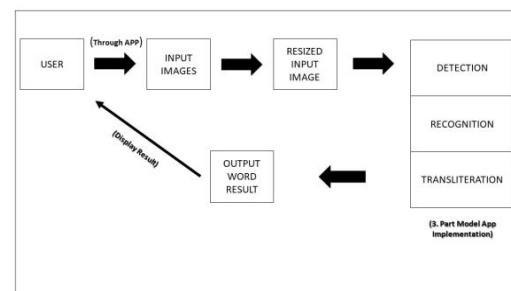 (Through APP)
USER
INPUT
IMAGES
RESIZED
INPUT
IMAGE
DETECTION
RECOGNITION
TRANSLITERATION
(3. Part Model App
Implementation)
OUTPUT
WORD
RESULT
(Display Result)